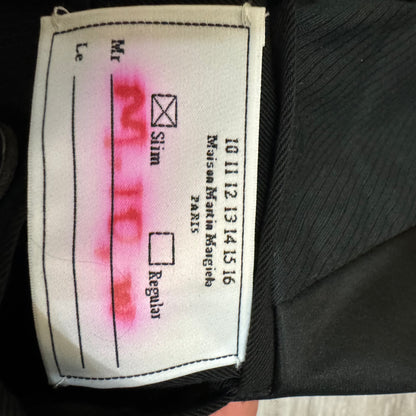 10 11 12 13 14 15 16
Maison Martin Margiela
PARIS
Slim Regular
Mr
Le